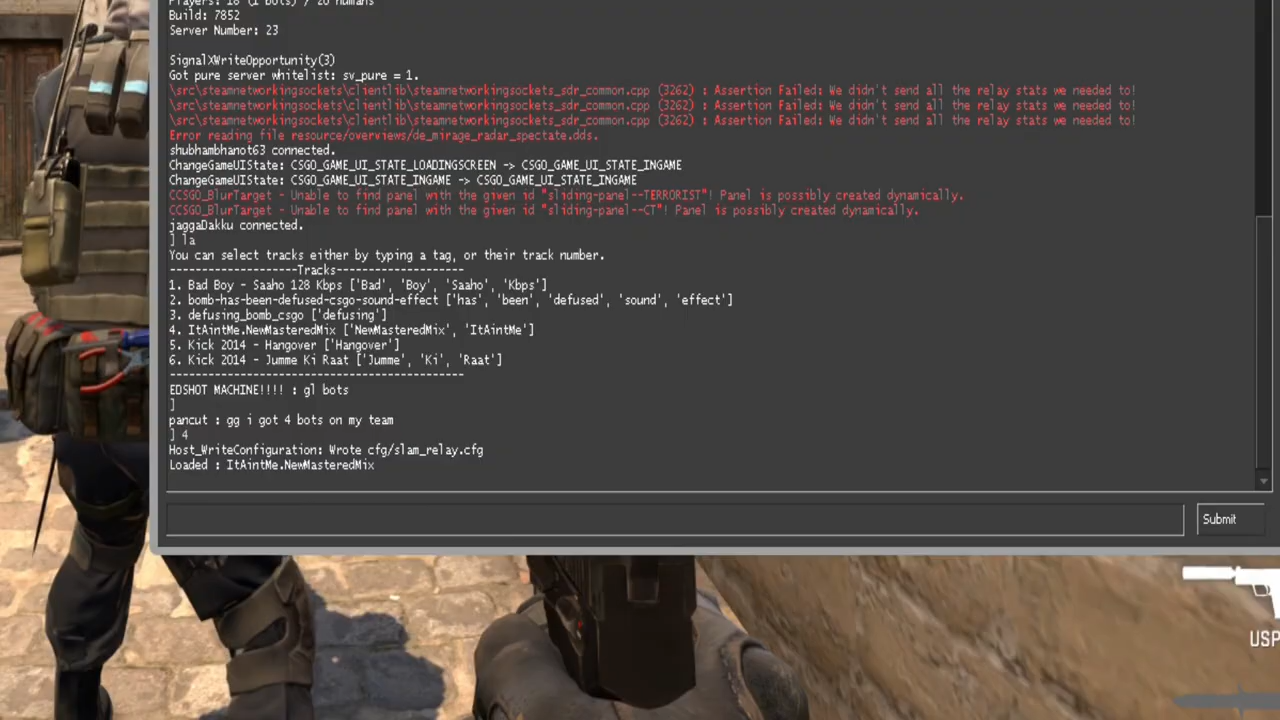 Players: 18 (1 bots) / 20 humans
Build: 7852
Server Number: 23
SignalXWriteOpportunity(3)
Got pure server whitelist: sv_pure = 1.
\src\steamnetworkingsockets\clientlib\steamnetworkingsockets_sdr_common.cpp (3262) : Assertion Failed: We didn't send all the relay stats we needed to!
\src\steamnetworkingsockets\clientlib\steamnetworkingsockets_sdr_common.cpp (3262) : Assertion Failed: We didn't send all the relay stats we needed to!
\src\steamnetworkingsockets\clientlib\steamnetworkingsockets_sdr_common.cpp (3262) : Assertion Failed: We didn't send all the relay stats we needed to!
Error reading file resource/overviews/de_mirage_radar_spectate.dds.
shubhambhanot63 connected.
ChangeGameUIState: CSGO_GAME_UI_STATE_LOADINGSCREEN -> CSGO_GAME_UI_STATE_INGAME
ChangeGameUIState: CSGO_GAME_UI_STATE_INGAME -> CSGO_GAME_UI_STATE_INGAME
CCSGO_BlurTarget - Unable to find panel with the given id "sliding-panel--TERRORIST"! Panel is possibly created dynamically.
CCSGO_BlurTarget - Unable to find panel with the given id "sliding-panel--CT"! Panel is possibly created dynamically.
jaggaDakku connected.
] la
You can select tracks either by typing a tag, or their track number.
--------------------Tracks--------------------
1. Bad Boy - Saaho 128 Kbps ['Bad', 'Boy', 'Saaho', 'Kbps']
2. bomb-has-been-defused-csgo-sound-effect ['has', 'been', 'defused', 'sound', 'effect']
3. defusing_bomb_csgo ['defusing']
4. ItAintMe.NewMasteredMix ['NewMasteredMix', 'ItAintMe']
5. Kick 2014 - Hangover ['Hangover']
6. Kick 2014 - Jumme Ki Raat ['Jumme', 'Ki', 'Raat']
----------------------------------------------
EDSHOT MACHINE!!!! : gl bots
]
pancut : gg i got 4 bots on my team
] 4
Host_WriteConfiguration: Wrote cfg/slam_relay.cfg
Loaded : ItAintMe.NewMasteredMix
Submit
USP